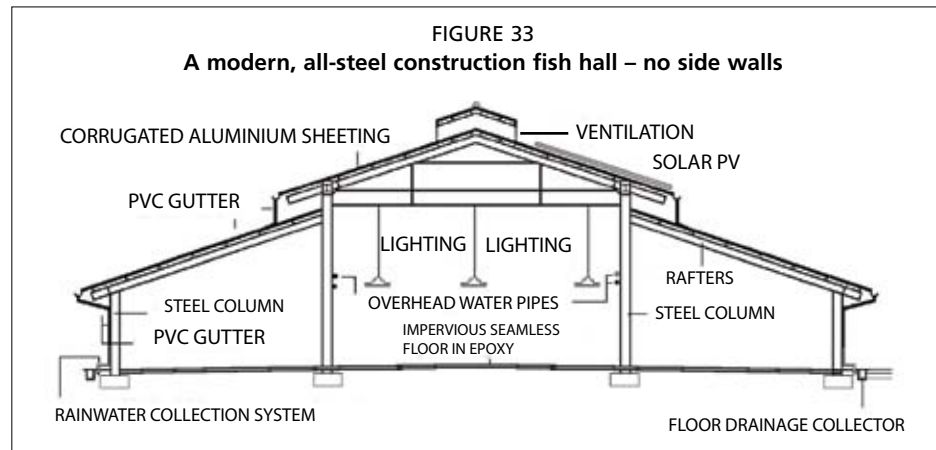 FIGURE 33
A modern, all-steel construction fish hall – no side walls
CORRUGATED ALUMINIUM SHEETING
VENTILATION
SOLAR PV
PVC GUTTER
LIGHTING
LIGHTING
RAFTERS
STEEL COLUMN
OVERHEAD WATER PIPES
STEEL COLUMN
PVC GUTTER
IMPERVIOUS SEAMLESS
FLOOR IN EPOXY
RAINWATER COLLECTION SYSTEM
FLOOR DRAINAGE COLLECTOR